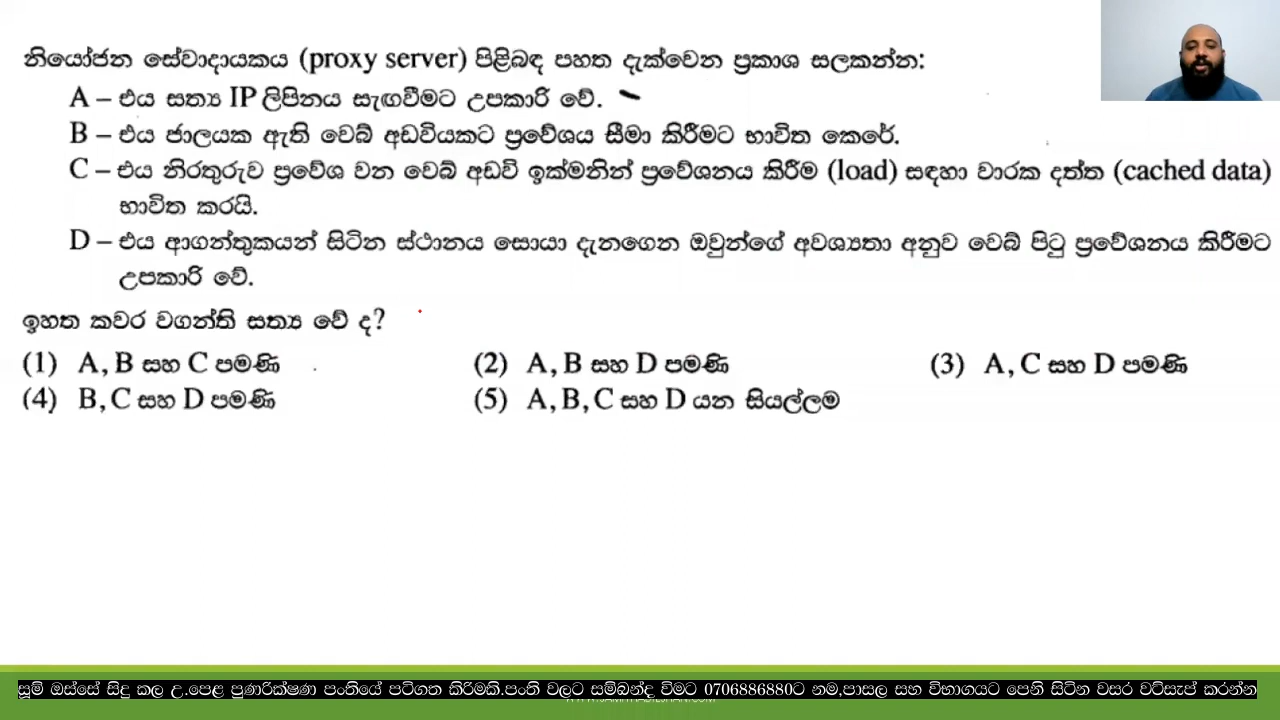 නියෝජන සේවාදායකය (proxy server) පිළිබඳ පහත දැක්වෙන ප්‍රකාශ සලකන්න:
A – එය සත්‍ය IP ලිපිනය සැඟවීමට උපකාරි වේ.
B – එය ජාලයක ඇති වෙබ් අඩවියකට ප්‍රවේශය සීමා කිරීමට භාවිත කෙරේ.
C – එය නිරතුරුව ප්‍රවේශ වන වෙබ් අඩවි ඉක්මනින් ප්‍රවේශනය කිරීම (load) සඳහා වාරක දත්ත (cached data)
භාවිත කරයි.
D – එය ආගන්තුකයන් සිටින ස්ථානය සොයා දැනගෙන ඔවුන්ගේ අවශ්‍යතා අනුව වෙබ් පිටු ප්‍රවේශනය කිරීමට
උපකාරි වේ.
ඉහත කවර වගන්ති සත්‍ය වේ ද?
(1) A, B සහ C පමණි (2) A, B සහ D පමණි (3) A, C සහ D පමණි
(4) B, C සහ D පමණි (5) A, B, C සහ D යන සියල්ලම
සූම් ඔස්සේ සිදු කල උ.පෙළ පුණරික්ෂණ පංතියේ පටිගත කිරිමකි.පංති වලට සම්බන්ද වීමට 0706886880ට නම,පාසල සහ විභාගයට පෙනි සිටින වසර වට්සැප් කරන්න